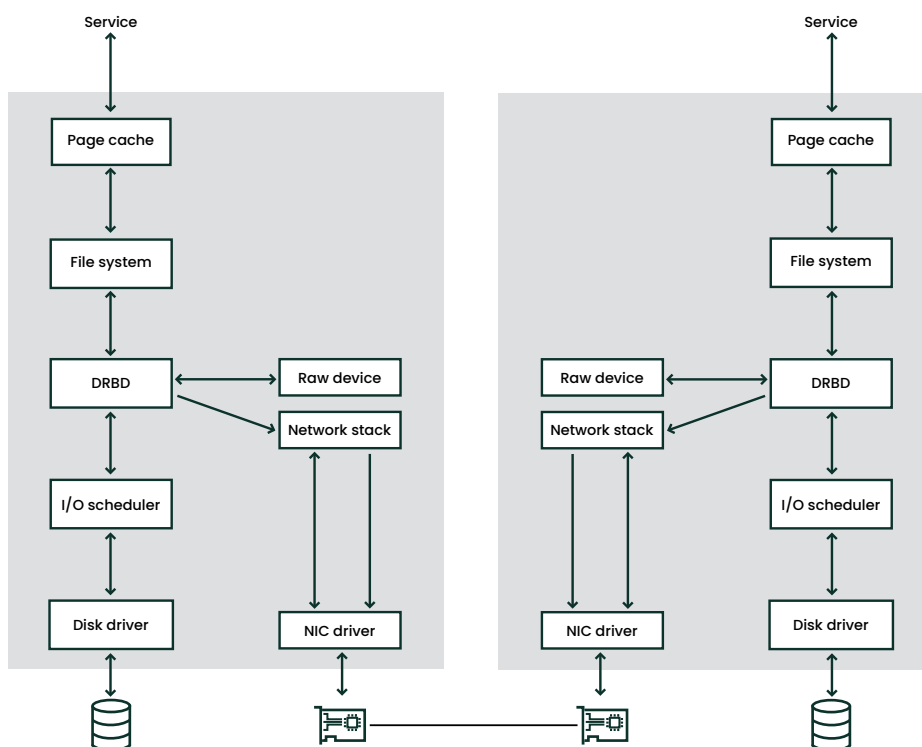 Service
Service
Page cache
Page cache
File system
File system
DRBD
Raw device
Raw device
DRBD
Network stack
Network stack
I/O scheduler
I/O scheduler
Disk driver
NIC driver
NIC driver
Disk driver